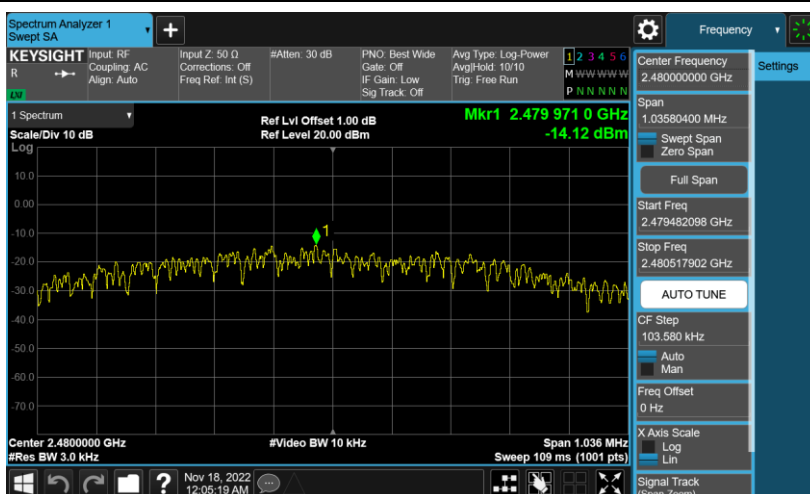 Spectrum Analyzer 1
Swept SA
+
Frequency
KEYSIGHT
R
LXI
Input: RF
Coupling: AC
Align: Auto
Input Z: 50 Ω
Corrections: Off
Freq Ref: Int (S)
#Atten: 30 dB
PNO: Best Wide
Gate: Off
IF Gain: Low
Sig Track: Off
Avg Type: Log-Power
Avg|Hold: 10/10
Trig: Free Run
1 2 3 4 5 6
M W W W W W
P N N N N N
1 Spectrum
Scale/Div 10 dB
Log
Ref Lvl Offset 1.00 dB
Ref Level 20.00 dBm
Mkr1 2.479 971 0 GHz
-14.12 dBm
10.0
0.00
-10.0
-20.0
-30.0
-40.0
-50.0
-60.0
-70.0
1
Center 2.4800000 GHz
#Res BW 3.0 kHz
#Video BW 10 kHz
Span 1.036 MHz
Sweep 109 ms (1001 pts)
Nov 18, 2022
12:05:19 AM
?
Center Frequency
2.480000000 GHz
Span
1.03580400 MHz
Swept Span
Zero Span
Full Span
Start Freq
2.479482098 GHz
Stop Freq
2.480517902 GHz
AUTO TUNE
CF Step
103.580 kHz
Auto
Man
Freq Offset
0 Hz
X Axis Scale
Log
Lin
Signal Track
(Span Zoom)
Settings